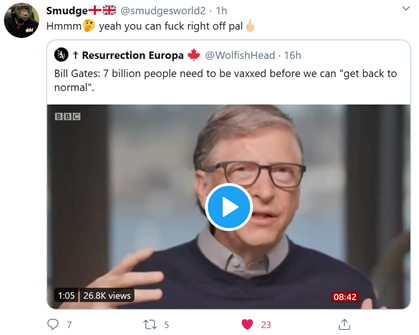 Smudge🏴󠁧󠁢󠁥󠁮󠁧󠁿🇬🇧 @smudgesworld2 · 1h
Hmmm🤔 yeah you can fuck right off pal🖕🏻
† Resurrection Europa 🍁 @WolfishHead · 16h
Bill Gates: 7 billion people need to be vaxxed before we can "get back to
normal".
BBC
1:05 | 26.8K views
08:42
7 5 23